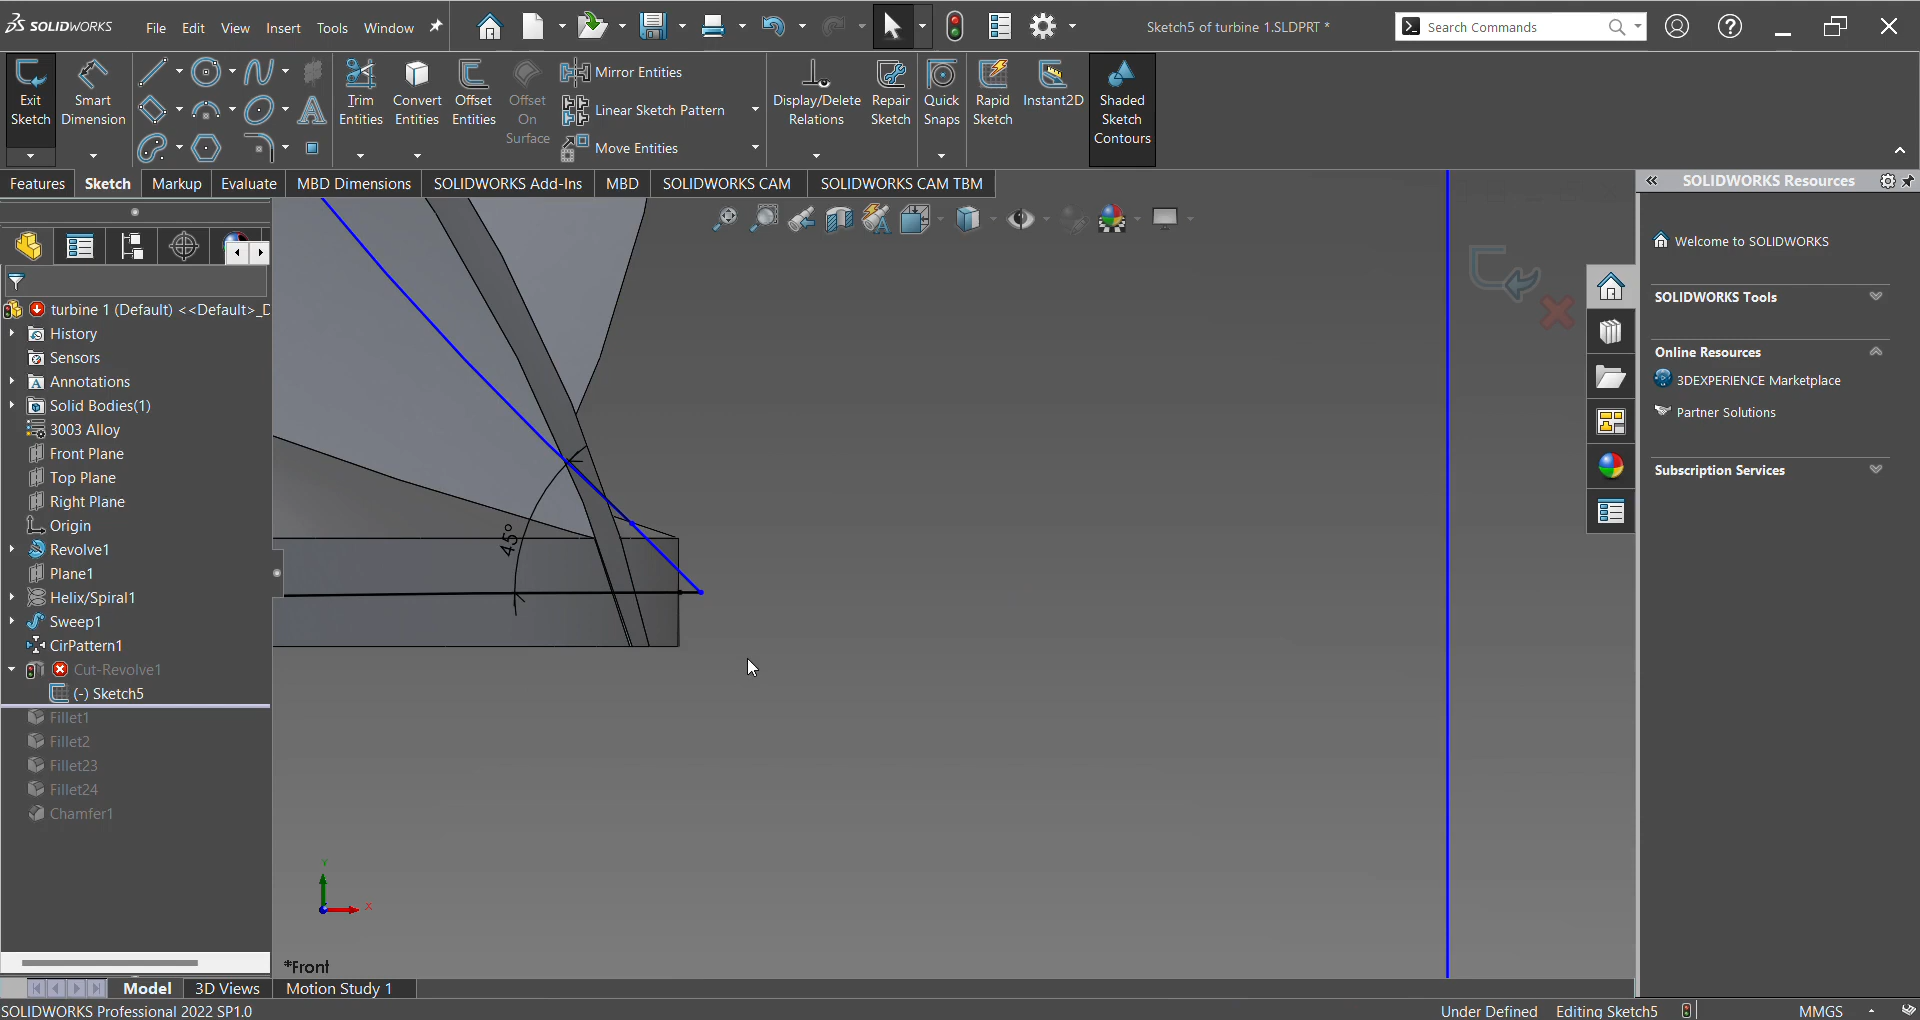 SOLIDWORKS File Edit View Insert Tools Window Sketch5 of turbine 1.SLDPRT * Search Commands
Exit Sketch
Smart Dimension
Trim Entities
Convert Entities
Offset Entities
Offset On Surface
Mirror Entities
Linear Sketch Pattern
Move Entities
Display/Delete Relations
Repair Sketch
Quick Snaps
Rapid Sketch
Instant2D
Shaded Sketch Contours
Features Sketch Markup Evaluate MBD Dimensions SOLIDWORKS Add-Ins MBD SOLIDWORKS CAM SOLIDWORKS CAM TBM
turbine 1 (Default) <<Default>_D
History
Sensors
Annotations
Solid Bodies(1)
3003 Alloy
Front Plane
Top Plane
Right Plane
Origin
Revolve1
Plane1
Helix/Spiral1
Sweep1
CirPattern1
Cut-Revolve1
(-) Sketch5
Fillet1
Fillet2
Fillet23
Fillet24
Chamfer1
45°
Y
X
*Front
SOLIDWORKS Resources
Welcome to SOLIDWORKS
SOLIDWORKS Tools
Online Resources
3DEXPERIENCE Marketplace
Partner Solutions
Subscription Services
Model 3D Views Motion Study 1
SOLIDWORKS Professional 2022 SP1.0 Under Defined Editing Sketch5 MMGS